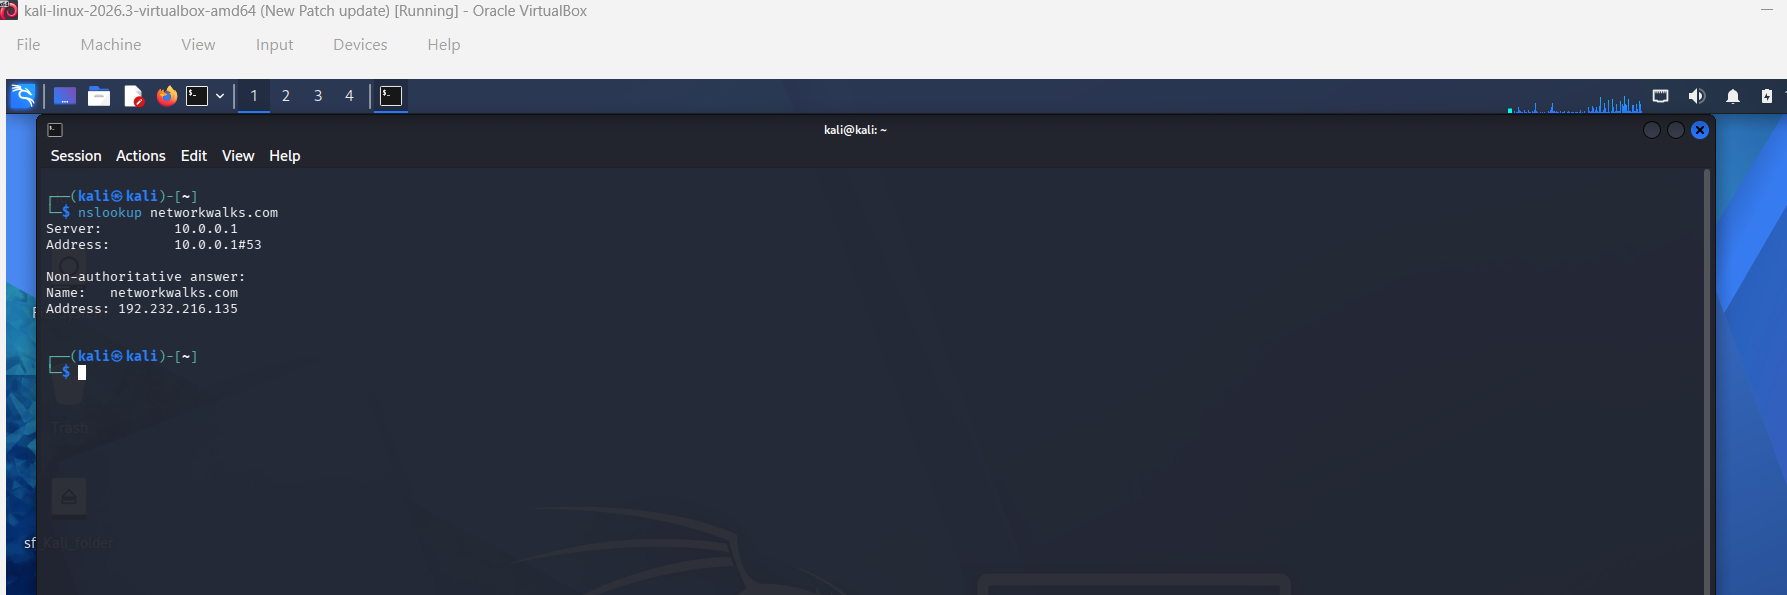 kali-linux-2026.3-virtualbox-amd64 (New Patch update) [Running] - Oracle VirtualBox
File Machine View Input Devices Help
1 2 3 4
kali@kali: ~
Session Actions Edit View Help
┌──(kali㉿kali)-[~]
└─$ nslookup networkwalks.com
Server:         10.0.0.1
Address:        10.0.0.1#53
Non-authoritative answer:
Name:   networkwalks.com
Address: 192.232.216.135
┌──(kali㉿kali)-[~]
└─$
Trash
sf_Kali_folder